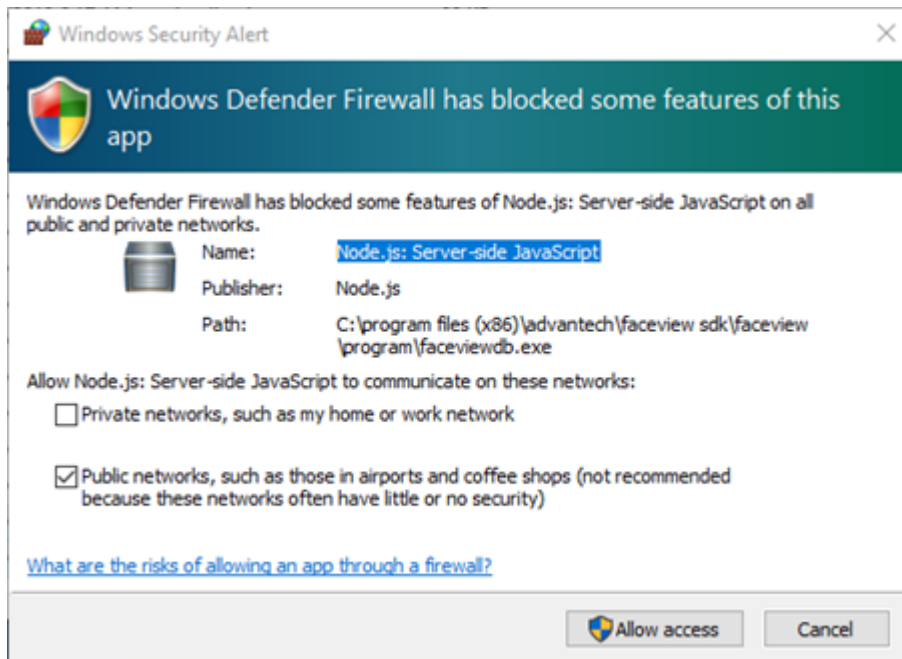 Windows Security Alert
Windows Defender Firewall has blocked some features of this
app
Windows Defender Firewall has blocked some features of Node.js: Server-side JavaScript on all
public and private networks.
Name: Node.js: Server-side JavaScript
Publisher: Node.js
Path: C:\program files (x86)\advantech\faceview sdk\faceview
\program\faceviewdb.exe
Allow Node.js: Server-side JavaScript to communicate on these networks:
Private networks, such as my home or work network
Public networks, such as those in airports and coffee shops (not recommended
because these networks often have little or no security)
What are the risks of allowing an app through a firewall?
Allow access Cancel